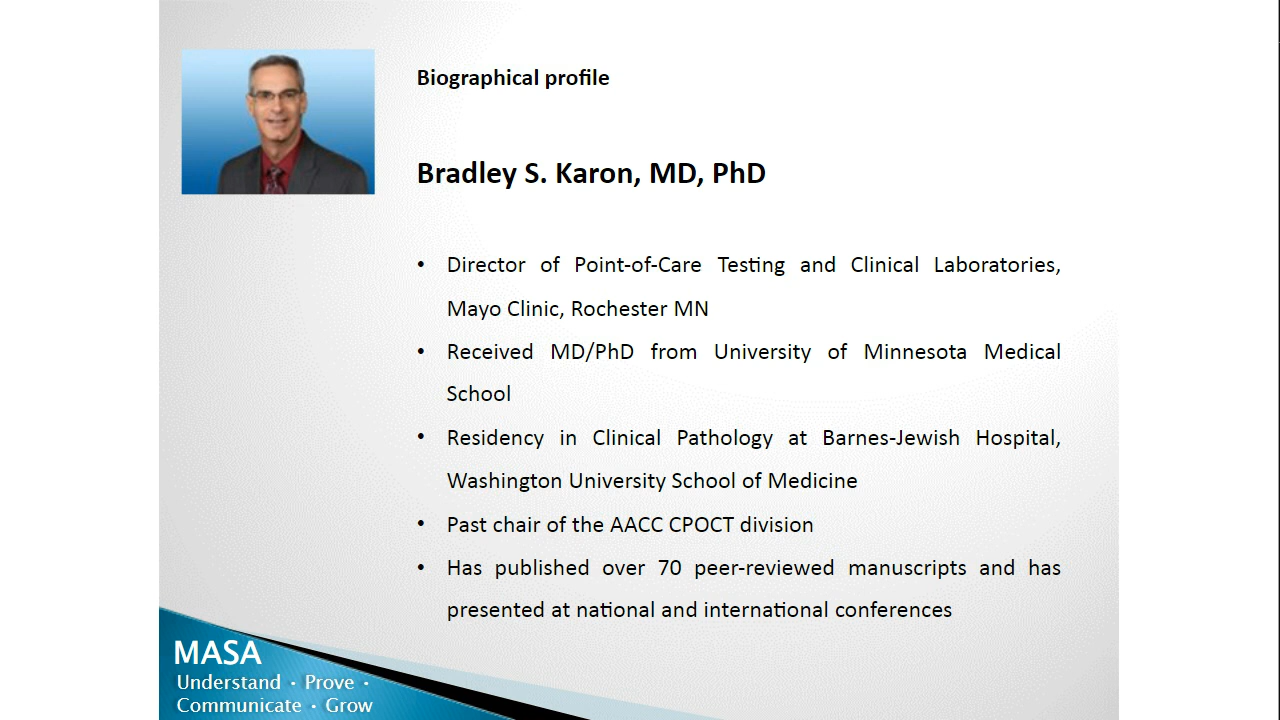 Biographical profile
Bradley S. Karon, MD, PhD
• Director of Point-of-Care Testing and Clinical Laboratories,
Mayo Clinic, Rochester MN
• Received MD/PhD from University of Minnesota Medical
School
• Residency in Clinical Pathology at Barnes-Jewish Hospital,
Washington University School of Medicine
• Past chair of the AACC CPOCT division
• Has published over 70 peer-reviewed manuscripts and has
presented at national and international conferences
MASA
Understand · Prove ·
Communicate · Grow